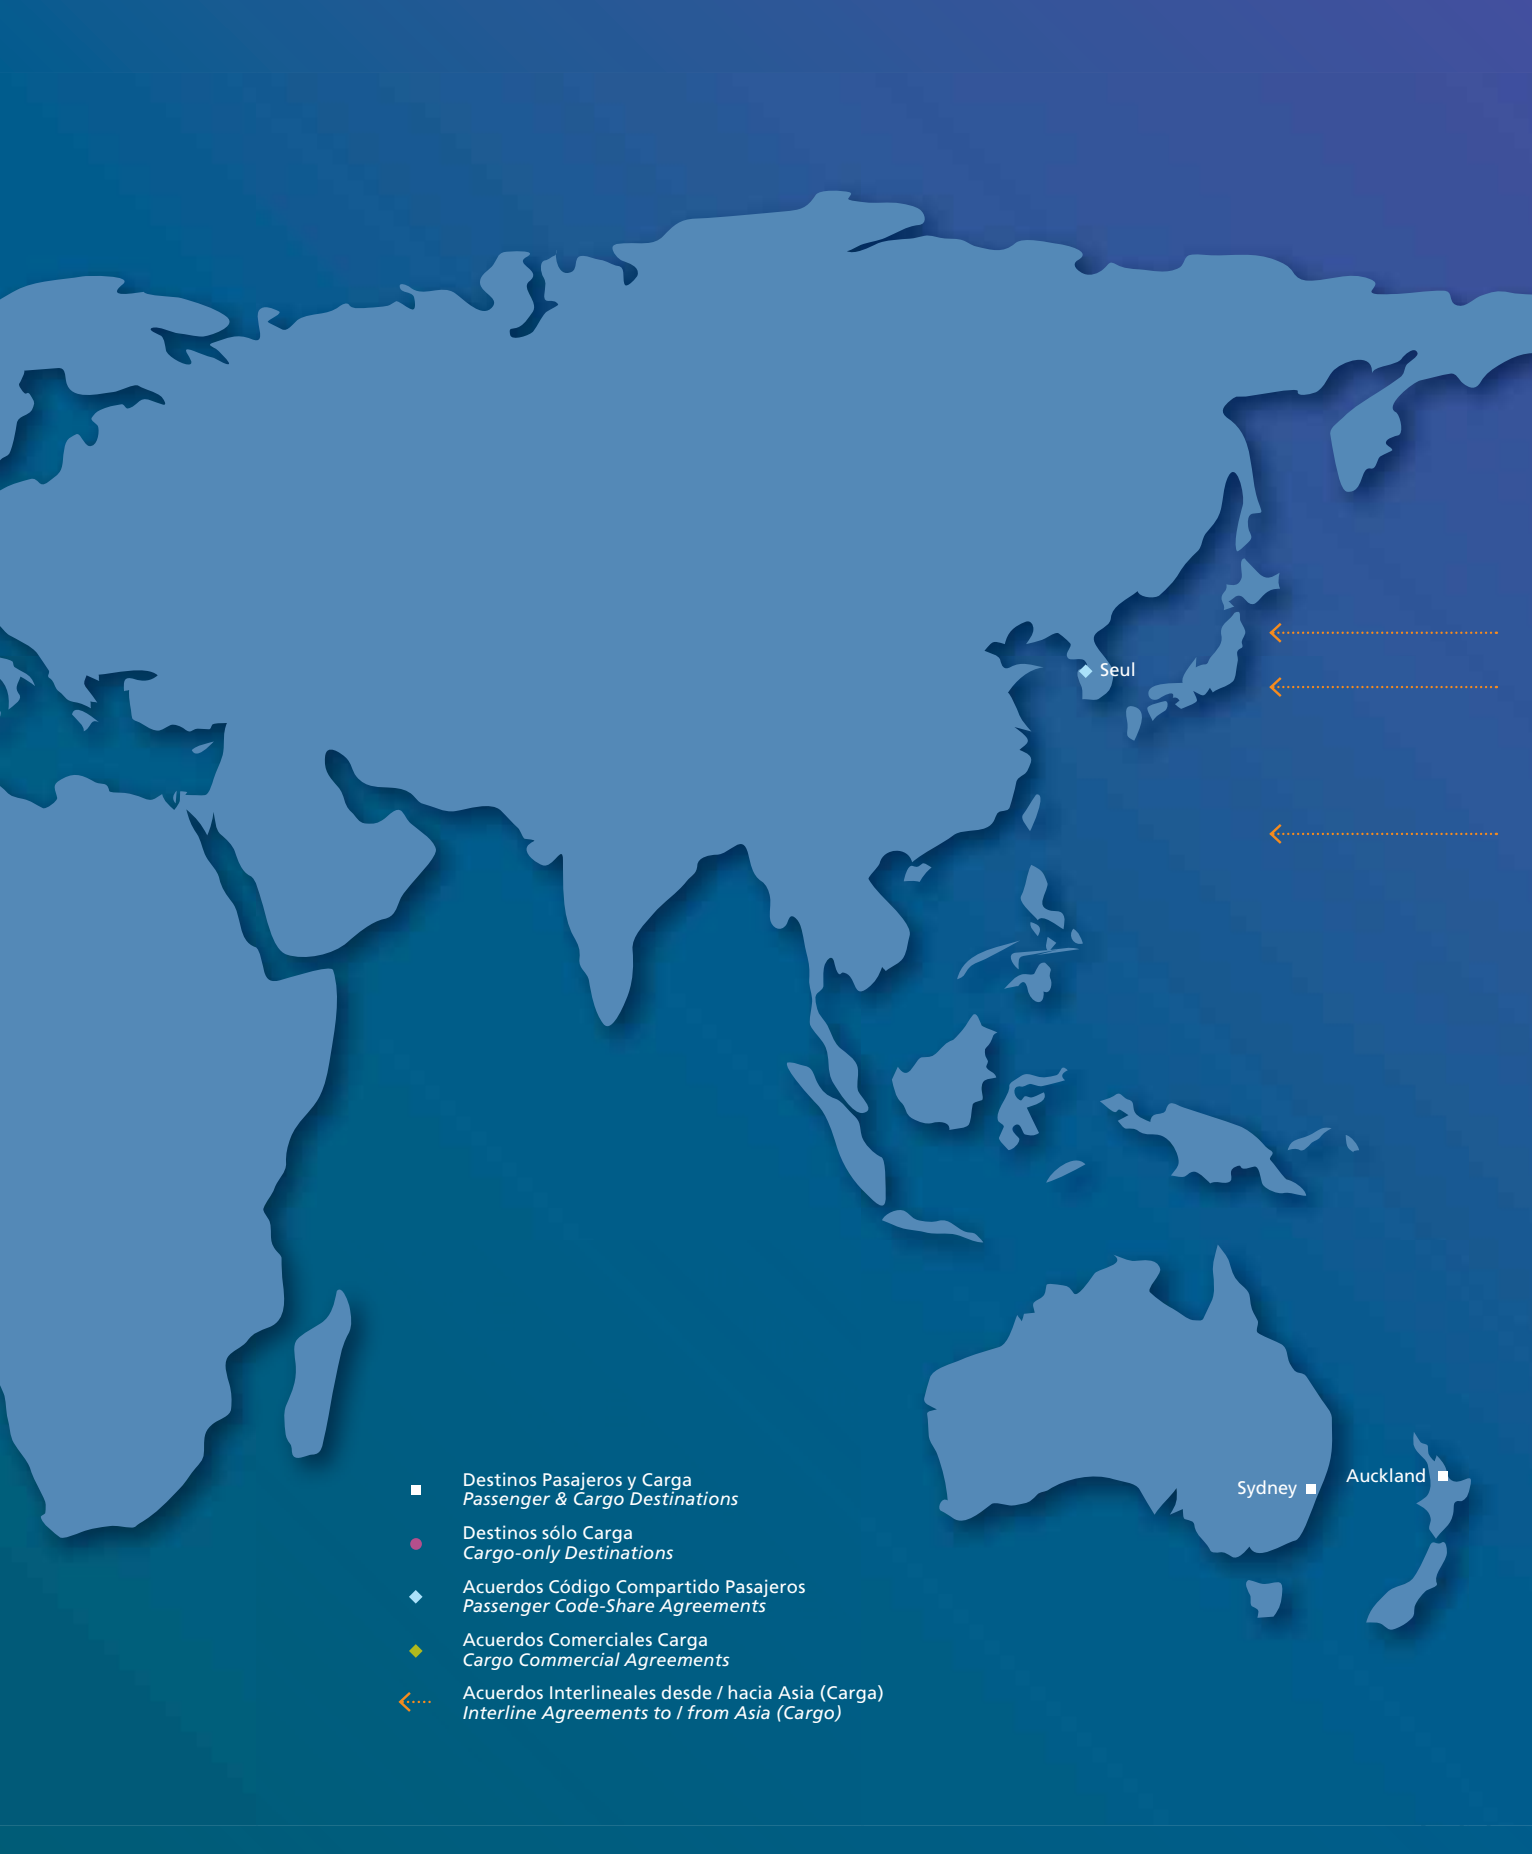 Seul
Sydney
Auckland
Destinos Pasajeros y Carga
Passenger & Cargo Destinations
Destinos sólo Carga
Cargo-only Destinations
Acuerdos Código Compartido Pasajeros
Passenger Code-Share Agreements
Acuerdos Comerciales Carga
Cargo Commercial Agreements
Acuerdos Interlineales desde / hacia Asia (Carga)
Interline Agreements to / from Asia (Cargo)